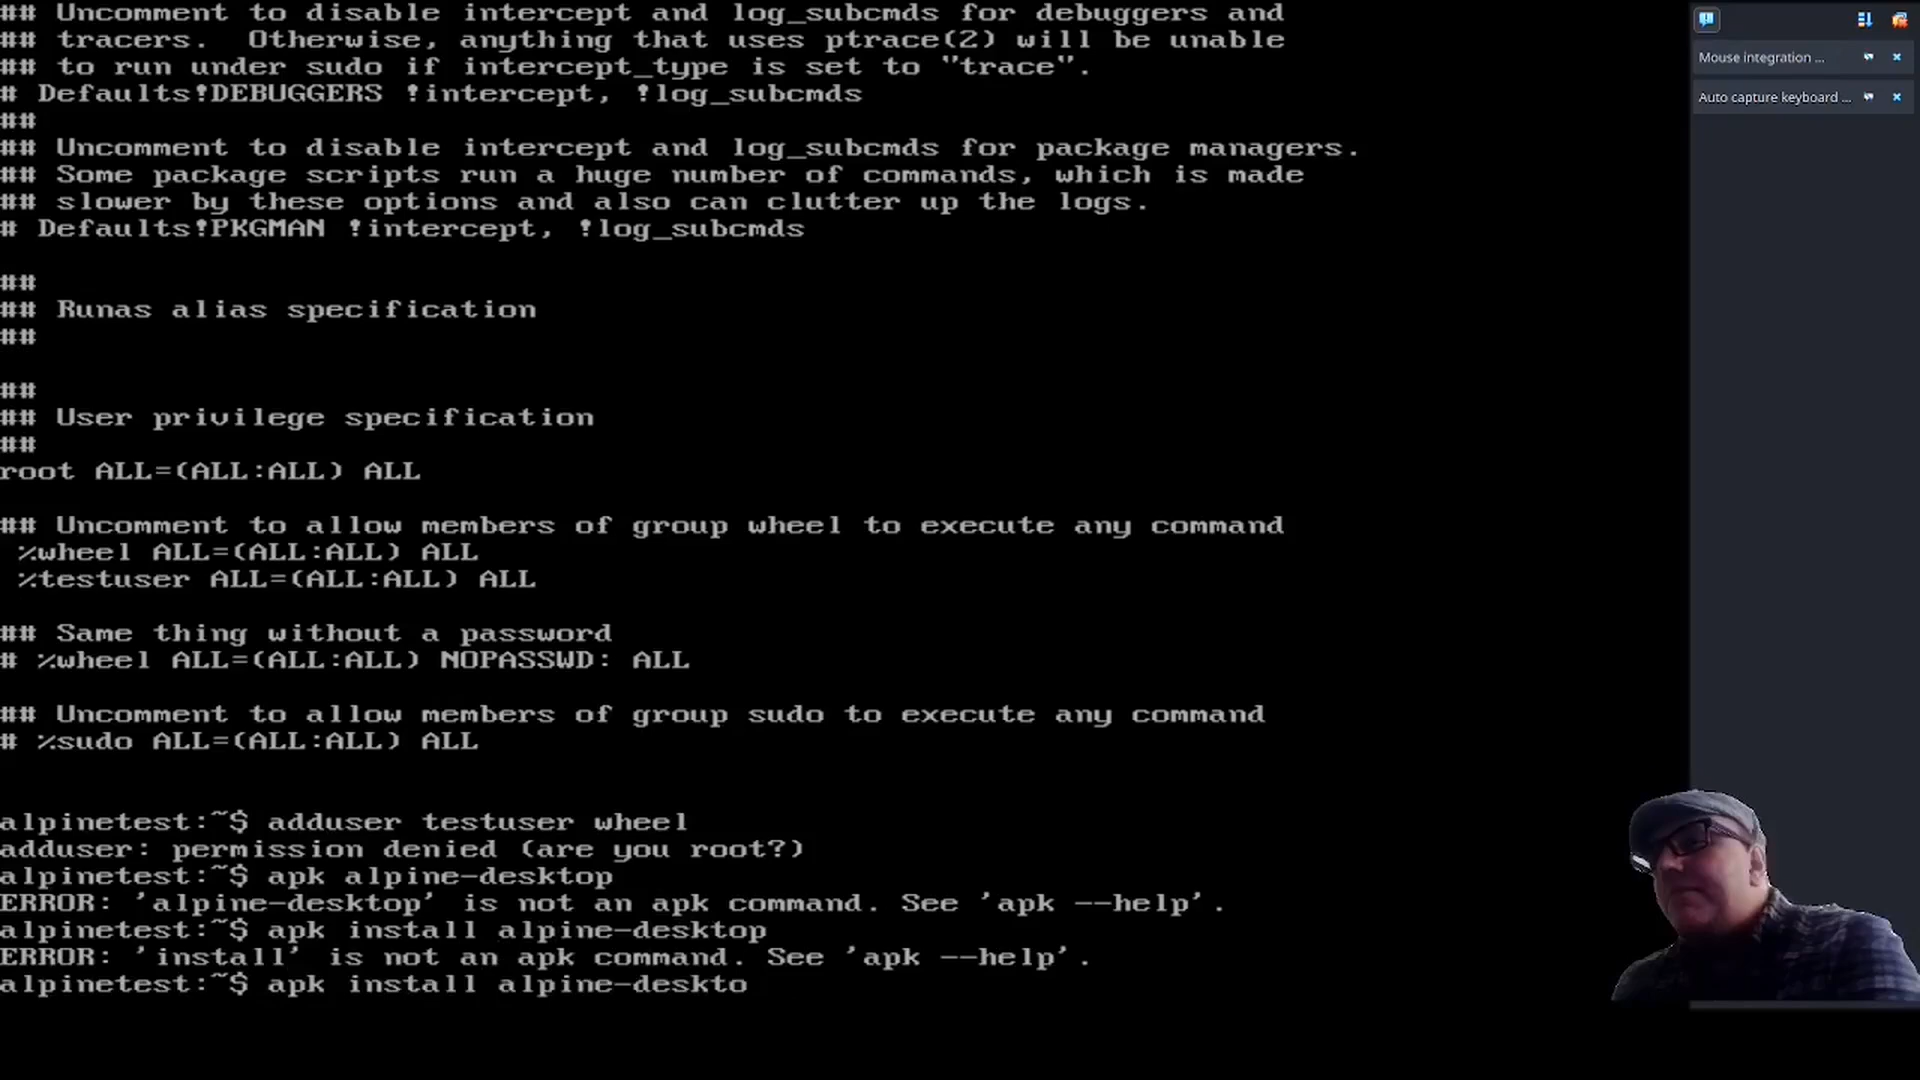 ## Uncomment to disable intercept and log_subcmds for debuggers and
## tracers.  Otherwise, anything that uses ptrace(2) will be unable
## to run under sudo if intercept_type is set to "trace".
# Defaults!DEBUGGERS !intercept, !log_subcmds
##
## Uncomment to disable intercept and log_subcmds for package managers.
## Some package scripts run a huge number of commands, which is made
## slower by these options and also can clutter up the logs.
# Defaults!PKGMAN !intercept, !log_subcmds
##
## Runas alias specification
##
##
## User privilege specification
##
root ALL=(ALL:ALL) ALL
## Uncomment to allow members of group wheel to execute any command
%wheel ALL=(ALL:ALL) ALL
%testuser ALL=(ALL:ALL) ALL
## Same thing without a password
# %wheel ALL=(ALL:ALL) NOPASSWD: ALL
## Uncomment to allow members of group sudo to execute any command
# %sudo ALL=(ALL:ALL) ALL
alpinetest:~$ adduser testuser wheel
adduser: permission denied (are you root?)
alpinetest:~$ apk alpine-desktop
ERROR: 'alpine-desktop' is not an apk command. See 'apk --help'.
alpinetest:~$ apk install alpine-desktop
ERROR: 'install' is not an apk command. See 'apk --help'.
alpinetest:~$ apk install alpine-deskto
Mouse integration ...
Auto capture keyboard ...